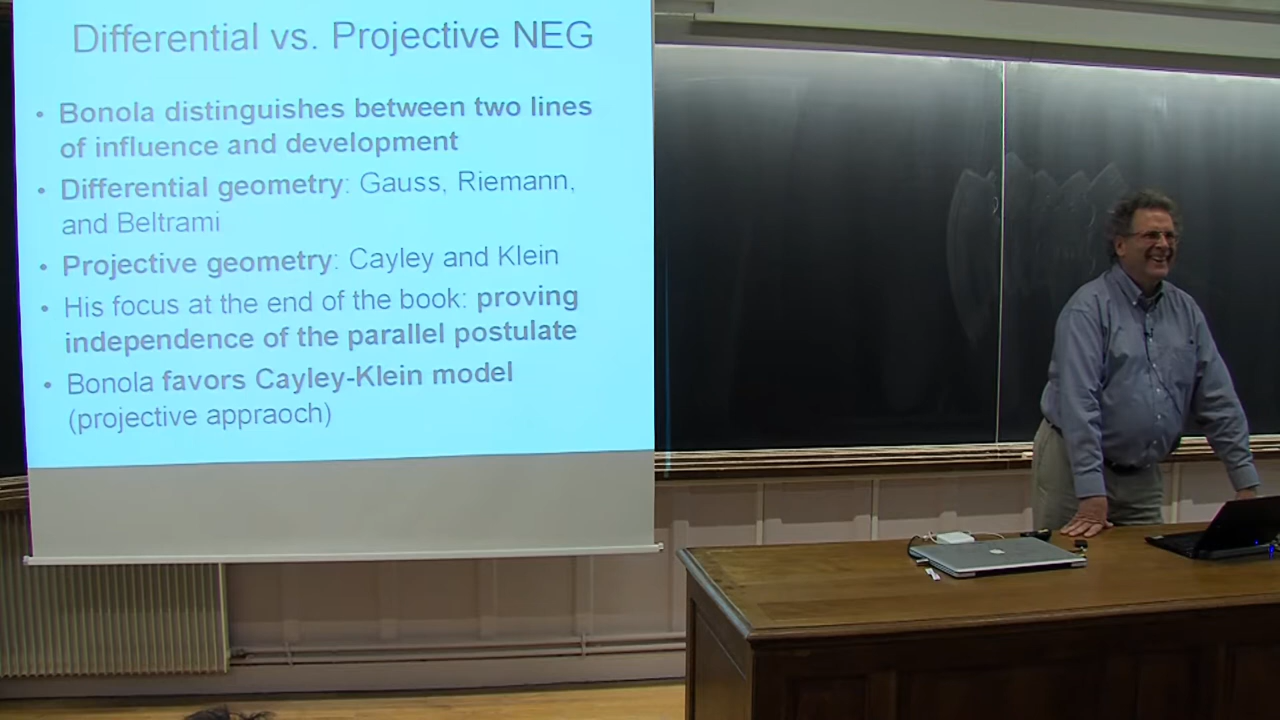 Differential vs. Projective NEG
• Bonola distinguishes between two lines
of influence and development
• Differential geometry: Gauss, Riemann,
and Beltrami
• Projective geometry: Cayley and Klein
• His focus at the end of the book: proving
independence of the parallel postulate
• Bonola favors Cayley-Klein model
(projective appraoch)